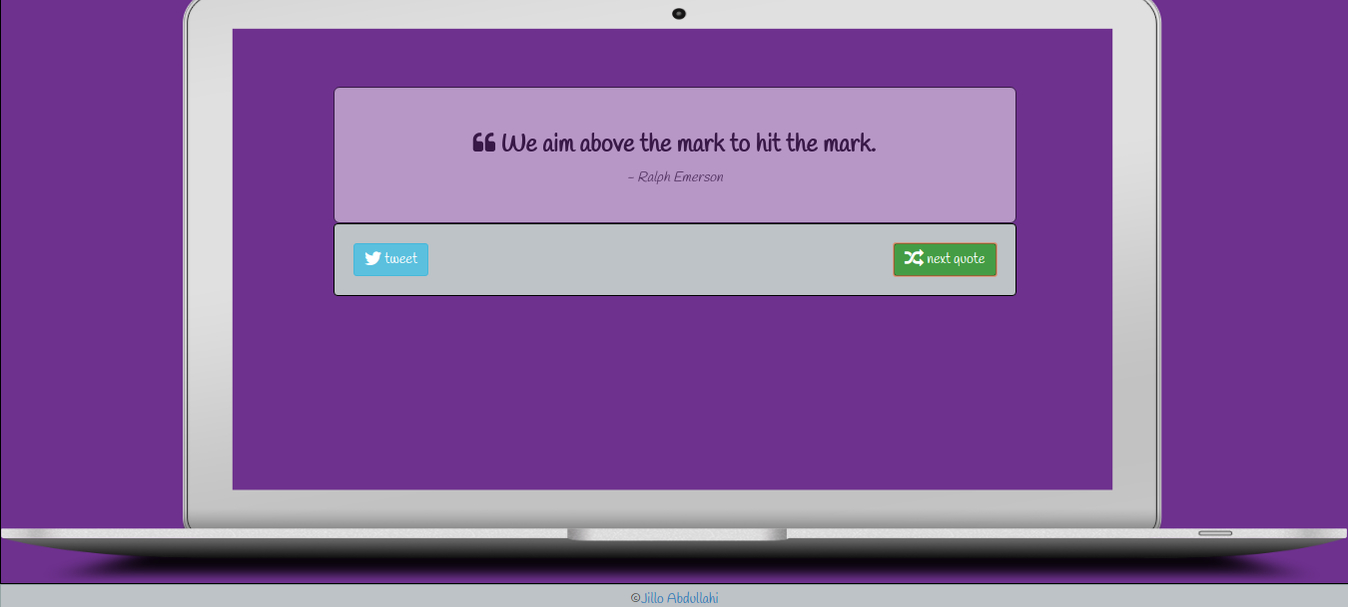 ❝ We aim above the mark to hit the mark.
- Ralph Emerson
tweet
next quote
©Jillo Abdullahi